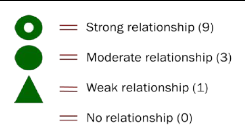 = Strong relationship (9)
= Moderate relationship (3)
= Weak relationship (1)
= No relationship (0)